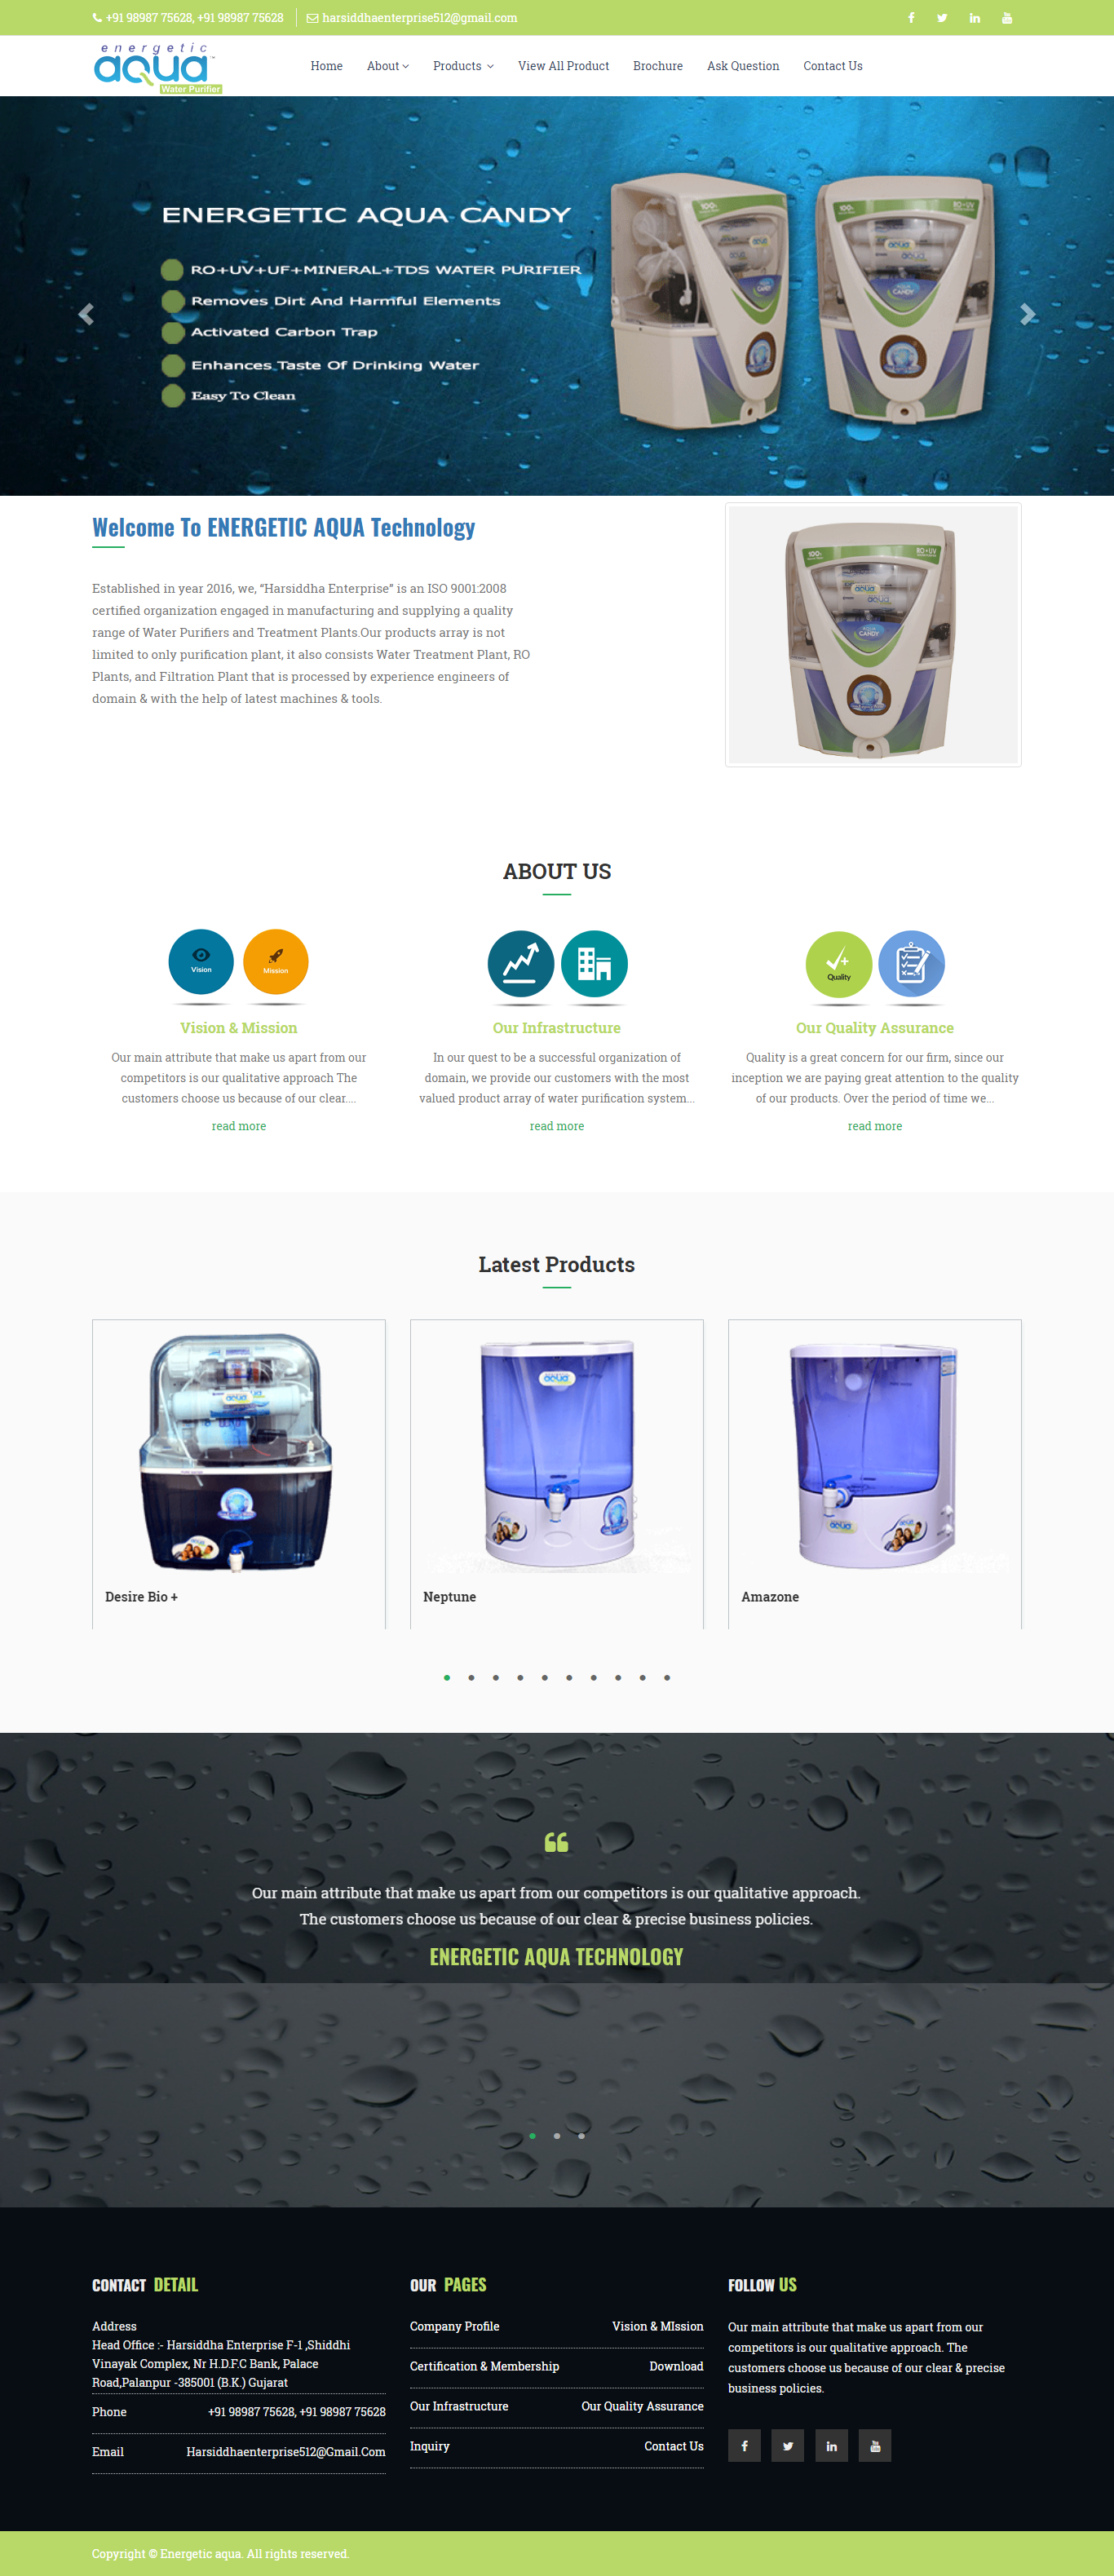 +91 98987 75628, +91 98987 75628 harsiddhaenterprise512@gmail.com
energetic
aqua
Water Purifier
Home About Products View All Product Brochure Ask Question Contact Us
ENERGETIC AQUA CANDY
RO+UV+UF+MINERAL+TDS WATER PURIFIER
Removes Dirt And Harmful Elements
Activated Carbon Trap
Enhances Taste Of Drinking Water
Easy To Clean
Welcome To ENERGETIC AQUA Technology
Established in year 2016, we, “Harsiddha Enterprise” is an ISO 9001:2008
certified organization engaged in manufacturing and supplying a quality
range of Water Purifiers and Treatment Plants.Our products array is not
limited to only purification plant, it also consists Water Treatment Plant, RO
Plants, and Filtration Plant that is processed by experience engineers of
domain & with the help of latest machines & tools.
100%
RO+UV
aqua
AQUA
CANDY
ABOUT US
Vision
Mission
Quality
Vision & Mission
Our main attribute that make us apart from our
competitors is our qualitative approach The
customers choose us because of our clear....
read more
Our Infrastructure
In our quest to be a successful organization of
domain, we provide our customers with the most
valued product array of water purification system...
read more
Our Quality Assurance
Quality is a great concern for our firm, since our
inception we are paying great attention to the quality
of our products. Over the period of time we...
read more
Latest Products
aqua
aqua
aqua
Desire Bio +
Neptune
Amazone
Our main attribute that make us apart from our competitors is our qualitative approach.
The customers choose us because of our clear & precise business policies.
ENERGETIC AQUA TECHNOLOGY
CONTACT DETAIL
Address
Head Office :- Harsiddha Enterprise F-1 ,Shiddhi
Vinayak Complex, Nr H.D.F.C Bank, Palace
Road,Palanpur -385001 (B.K.) Gujarat
Phone +91 98987 75628, +91 98987 75628
Email Harsiddhaenterprise512@Gmail.Com
OUR PAGES
Company Profile Vision & MIssion
Certification & Membership Download
Our Infrastructure Our Quality Assurance
Inquiry Contact Us
FOLLOW US
Our main attribute that make us apart from our
competitors is our qualitative approach. The
customers choose us because of our clear & precise
business policies.
Copyright © Energetic aqua. All rights reserved.